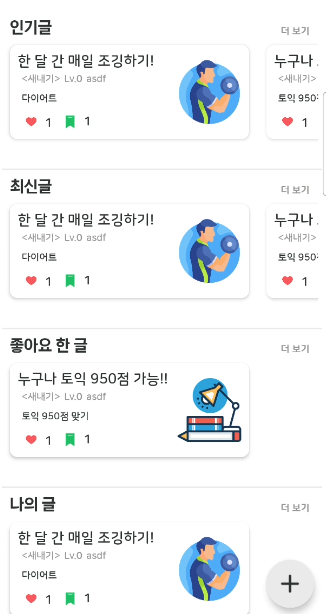 인기글
더 보기
한 달 간 매일 조깅하기!
<새내기> Lv.0 asdf
다이어트
1 1
누구나
<새내기>
토익 950
1
최신글
더 보기
한 달 간 매일 조깅하기!
<새내기> Lv.0 asdf
다이어트
1 1
누구나
<새내기>
토익 950
1
좋아요 한 글
더 보기
누구나 토익 950점 가능!!
<새내기> Lv.0 asdf
토익 950점 맞기
1 1
나의 글
더 보기
한 달 간 매일 조깅하기!
<새내기> Lv.0 asdf
다이어트
1 1